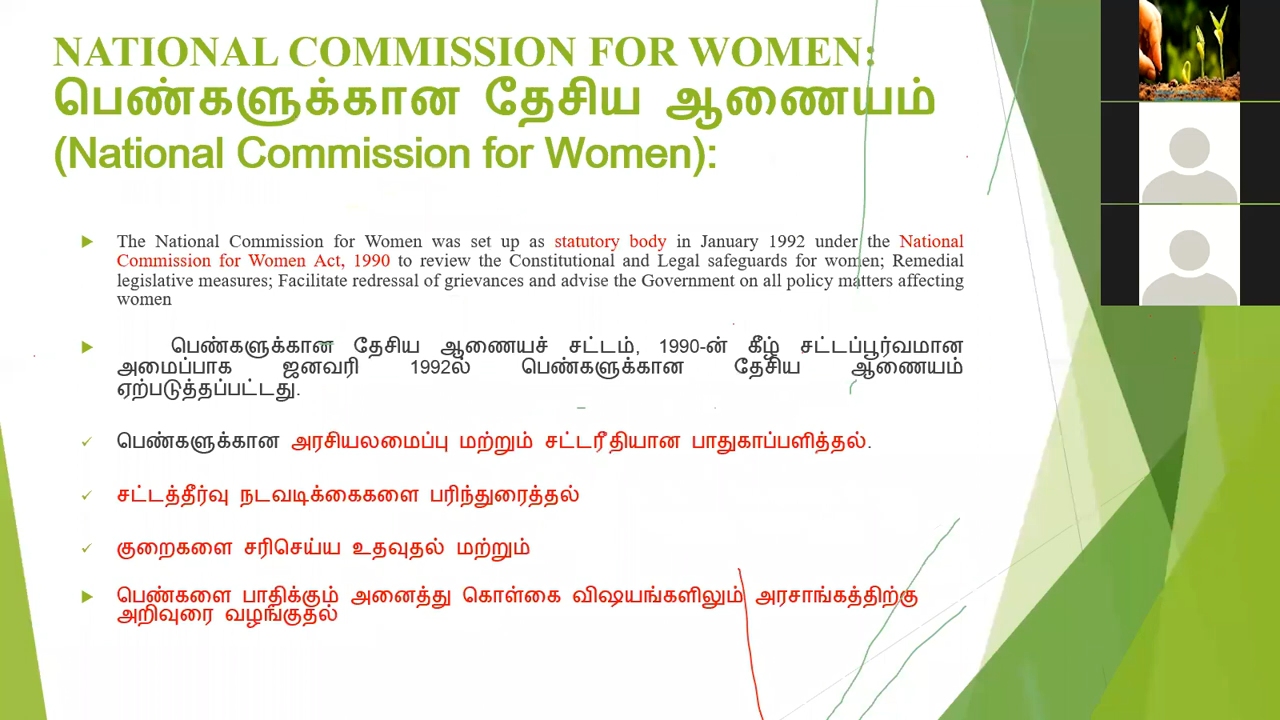 NATIONAL COMMISSION FOR WOMEN:
பெண்களுக்கான தேசிய ஆணையம்
(National Commission for Women):
The National Commission for Women was set up as statutory body in January 1992 under the National
Commission for Women Act, 1990 to review the Constitutional and Legal safeguards for women; Remedial
legislative measures; Facilitate redressal of grievances and advise the Government on all policy matters affecting
women
பெண்களுக்கான தேசிய ஆணையச் சட்டம், 1990-ன் கீழ் சட்டப்பூர்வமான
அமைப்பாக ஜனவரி 1992ல் பெண்களுக்கான தேசிய ஆணையம்
ஏற்படுத்தப்பட்டது.
பெண்களுக்கான அரசியலமைப்பு மற்றும் சட்டரீதியான பாதுகாப்பளித்தல்.
சட்டத்தீர்வு நடவடிக்கைகளை பரிந்துரைத்தல்
குறைகளை சரிசெய்ய உதவுதல் மற்றும்
பெண்களை பாதிக்கும் அனைத்து கொள்கை விஷயங்களிலும் அரசாங்கத்திற்கு
அறிவுரை வழங்குதல்